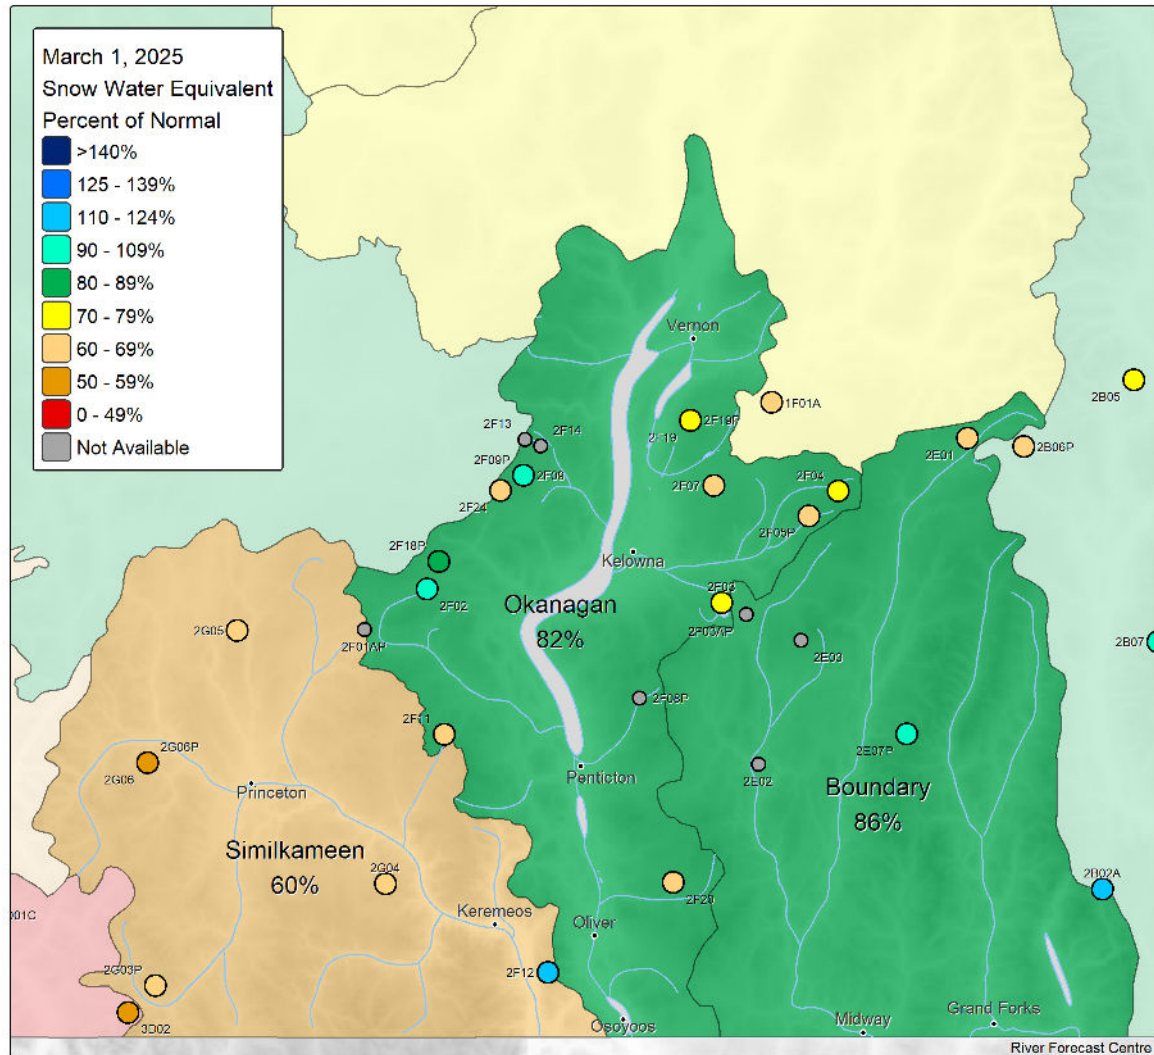 March 1, 2025
Snow Water Equivalent
Percent of Normal
>140%
125 - 139%
110 - 124%
90 - 109%
80 - 89%
70 - 79%
60 - 69%
50 - 59%
0 - 49%
Not Available
Vernon
1F01A
2B05
2F19P
2F19
2F13
2F14
2E01
2B06P
2F09P
2F09
2F24
2F07
2F04
2F05P
2F18P
Kelowna
2F02
2F03
Okanagan
82%
2F03AP
2G05
2F01AP
2E03
2B07
2F08P
2F11
2G06P
2G06
Penticton
2E02
2E07P
Princeton
Boundary
86%
Similkameen
60%
2G04
2F20
2B02A
001C
Keremeos
Oliver
2G03P
2F12
3D02
Osoyoos
Midway
Grand Forks
River Forecast Centre